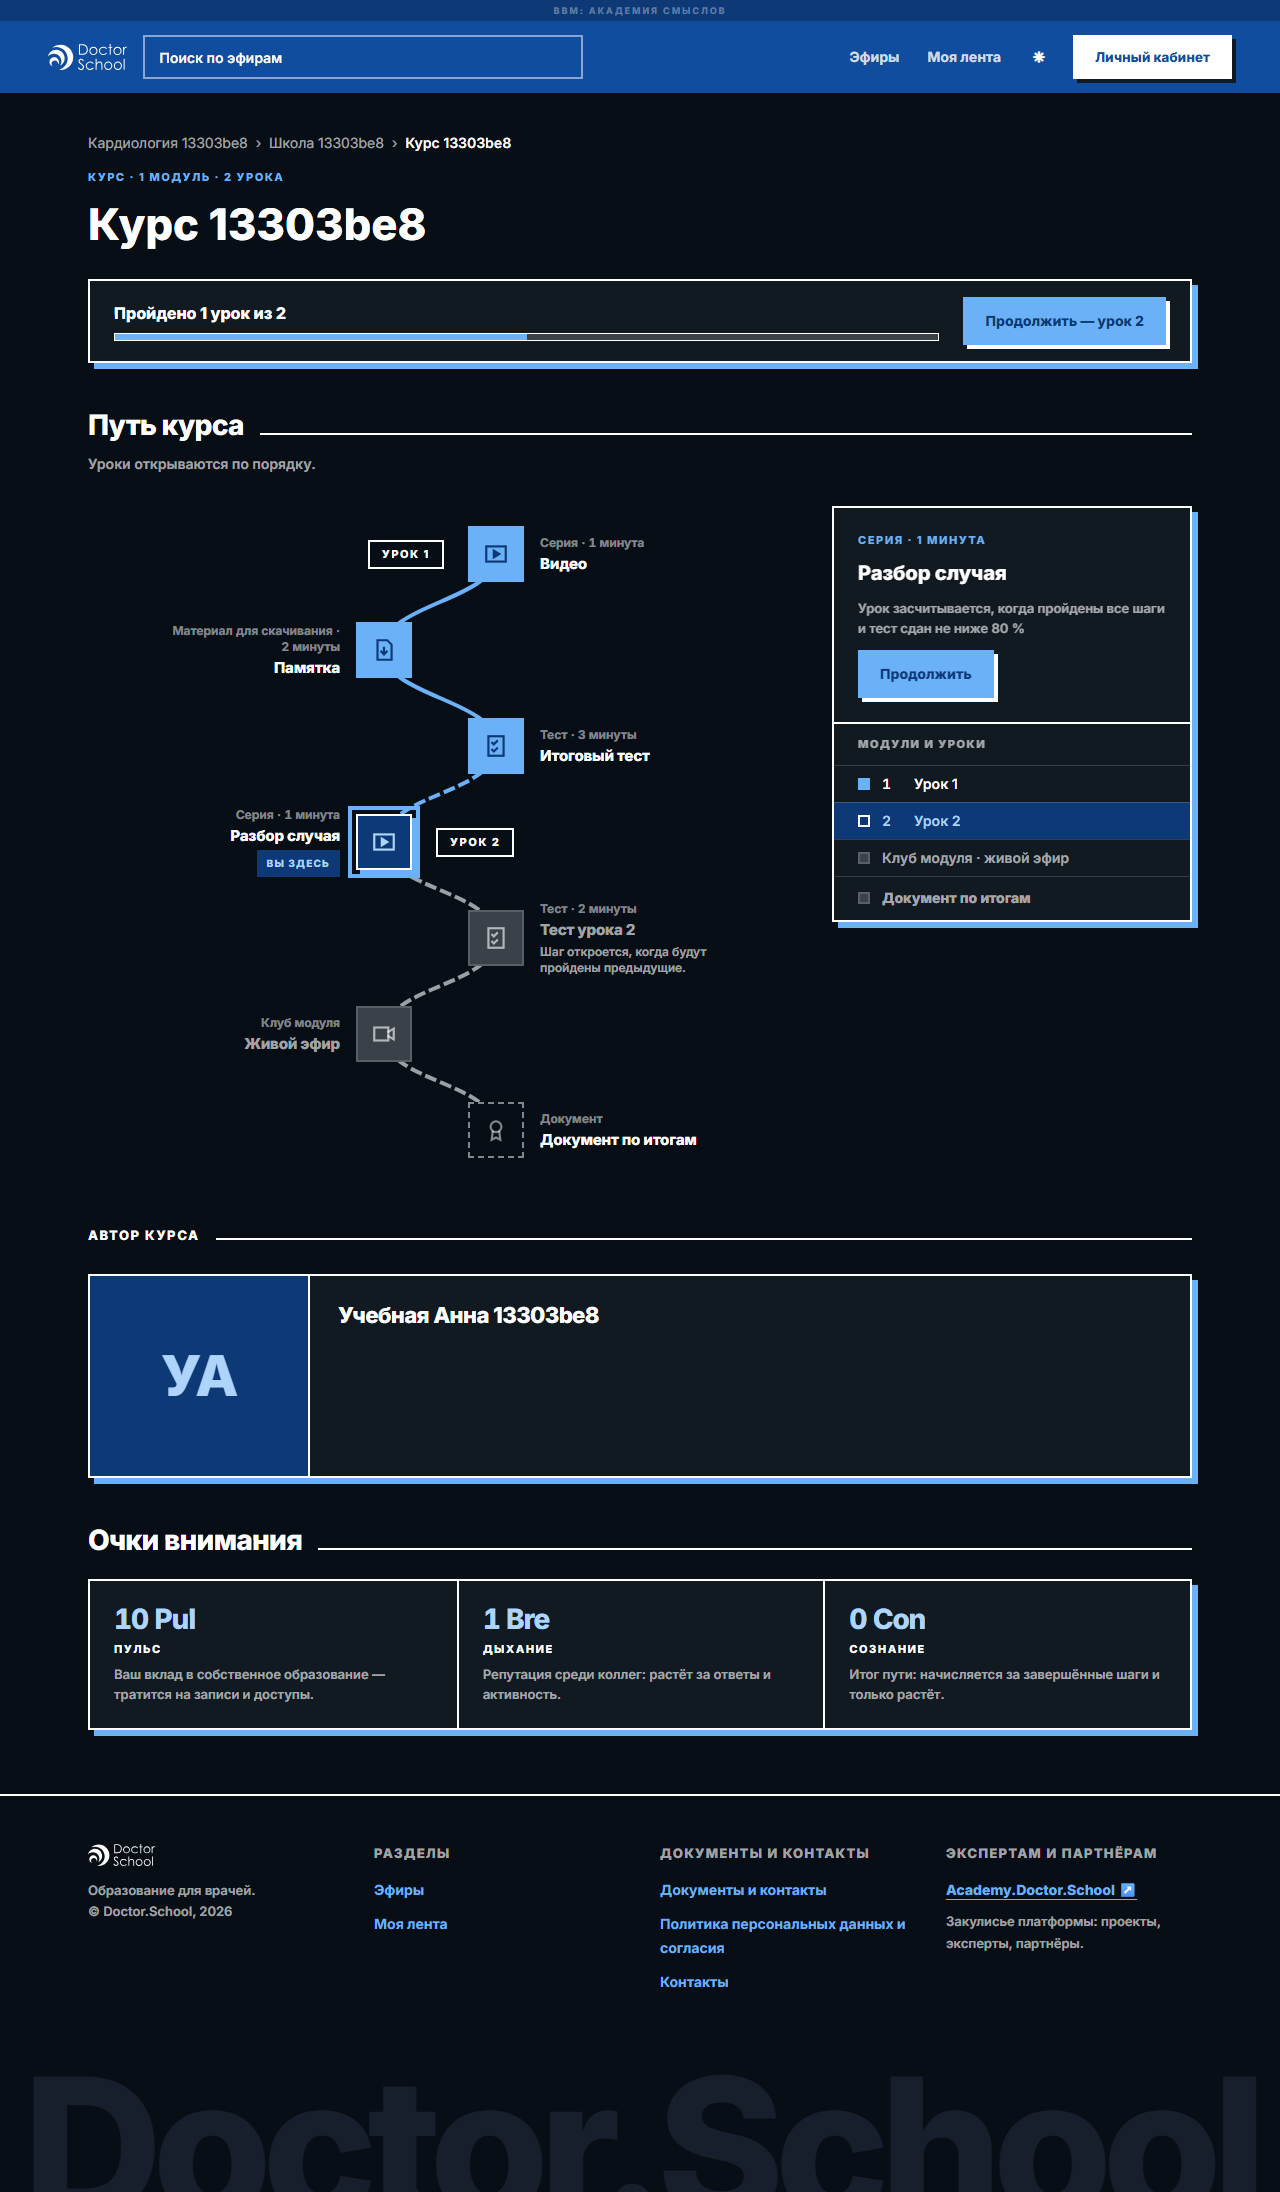 ВВМ: АКАДЕМИЯ СМЫСЛОВ
Doctor
School
Поиск по эфирам
Эфиры
Моя лента
Личный кабинет
Кардиология 13303be8 › Школа 13303be8 › Курс 13303be8
КУРС · 1 МОДУЛЬ · 2 УРОКА
Курс 13303be8
Пройдено 1 урок из 2
Продолжить — урок 2
Путь курса
Уроки открываются по порядку.
УРОК 1
Серия · 1 минута
Видео
Материал для скачивания ·
2 минуты
Памятка
Тест · 3 минуты
Итоговый тест
Серия · 1 минута
Разбор случая
ВЫ ЗДЕСЬ
УРОК 2
Тест · 2 минуты
Тест урока 2
Шаг откроется, когда будут
пройдены предыдущие.
Клуб модуля
Живой эфир
Документ
Документ по итогам
СЕРИЯ · 1 МИНУТА
Разбор случая
Урок засчитывается, когда пройдены все шаги
и тест сдан не ниже 80 %
Продолжить
МОДУЛИ И УРОКИ
1 Урок 1
2 Урок 2
Клуб модуля · живой эфир
Документ по итогам
АВТОР КУРСА
УА
Учебная Анна 13303be8
Очки внимания
10 Pul
ПУЛЬС
Ваш вклад в собственное образование —
тратится на записи и доступы.
1 Bre
ДЫХАНИЕ
Репутация среди коллег: растёт за ответы и
активность.
0 Con
СОЗНАНИЕ
Итог пути: начисляется за завершённые шаги и
только растёт.
Doctor
School
Образование для врачей.
© Doctor.School, 2026
РАЗДЕЛЫ
Эфиры
Моя лента
ДОКУМЕНТЫ И КОНТАКТЫ
Документы и контакты
Политика персональных данных и
согласия
Контакты
ЭКСПЕРТАМ И ПАРТНЁРАМ
Academy.Doctor.School
Закулисье платформы: проекты,
эксперты, партнёры.
Doctor.School